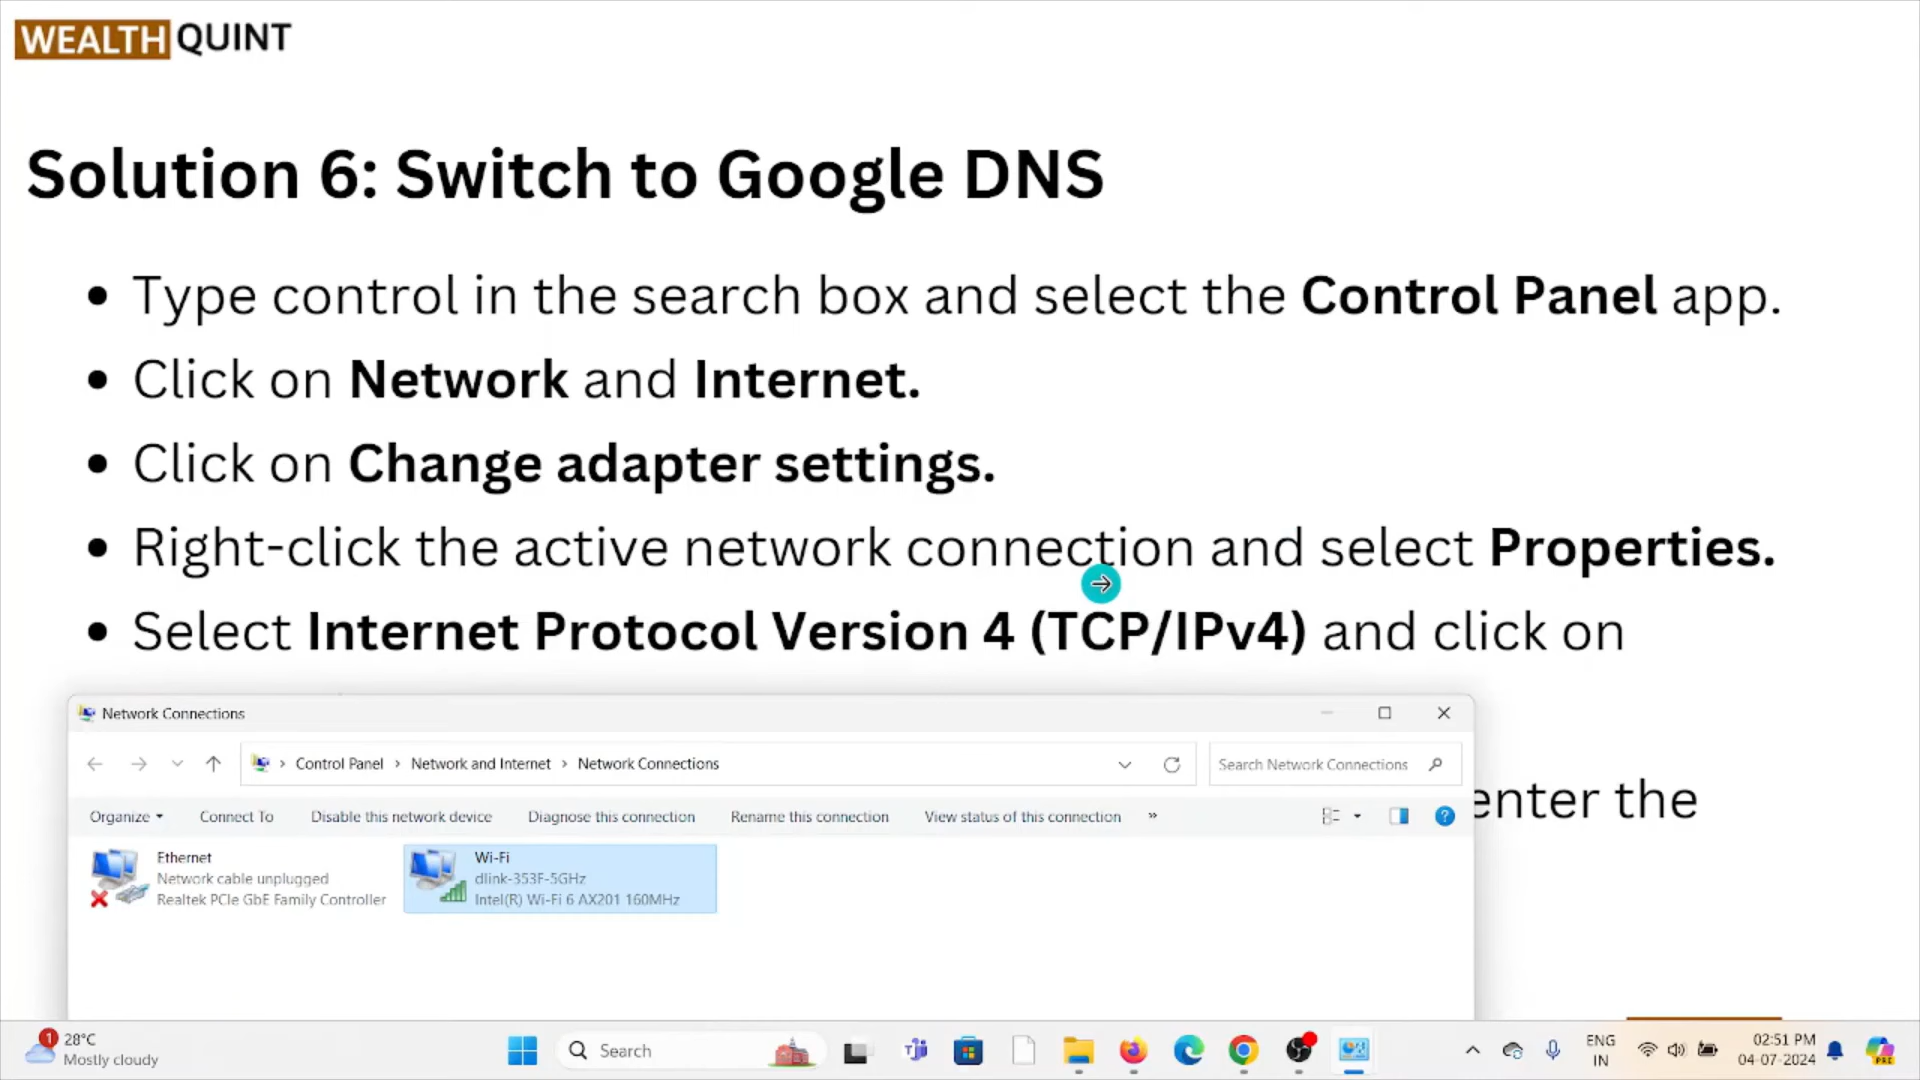 WEALTH QUINT
Solution 6: Switch to Google DNS
• Type control in the search box and select the Control Panel app.
• Click on Network and Internet.
• Click on Change adapter settings.
• Right-click the active network connection and select Properties.
• Select Internet Protocol Version 4 (TCP/IPv4) and click on
enter the
Network Connections
Control Panel > Network and Internet > Network Connections
Search Network Connections
Organize Connect To Disable this network device Diagnose this connection Rename this connection View status of this connection »
Ethernet
Network cable unplugged
Realtek PCIe GbE Family Controller
Wi-Fi
dlink-353F-5GHz
Intel(R) Wi-Fi 6 AX201 160MHz
1
28°C
Mostly cloudy
Search
ENG
IN
02:51 PM
04-07-2024
PRE